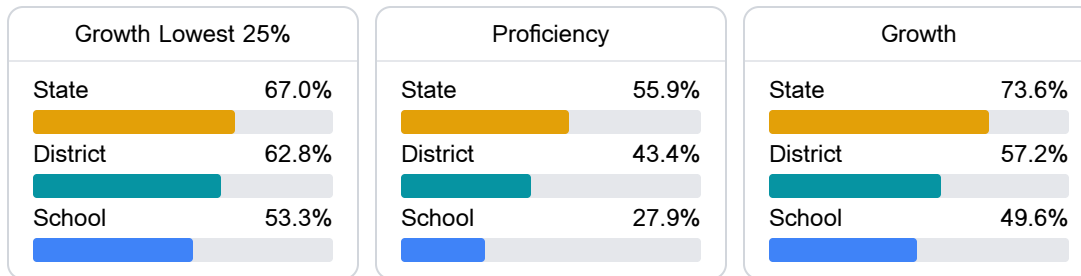 Growth Lowest 25%
State 67.0%
District 62.8%
School 53.3%
Proficiency
State 55.9%
District 43.4%
School 27.9%
Growth
State 73.6%
District 57.2%
School 49.6%